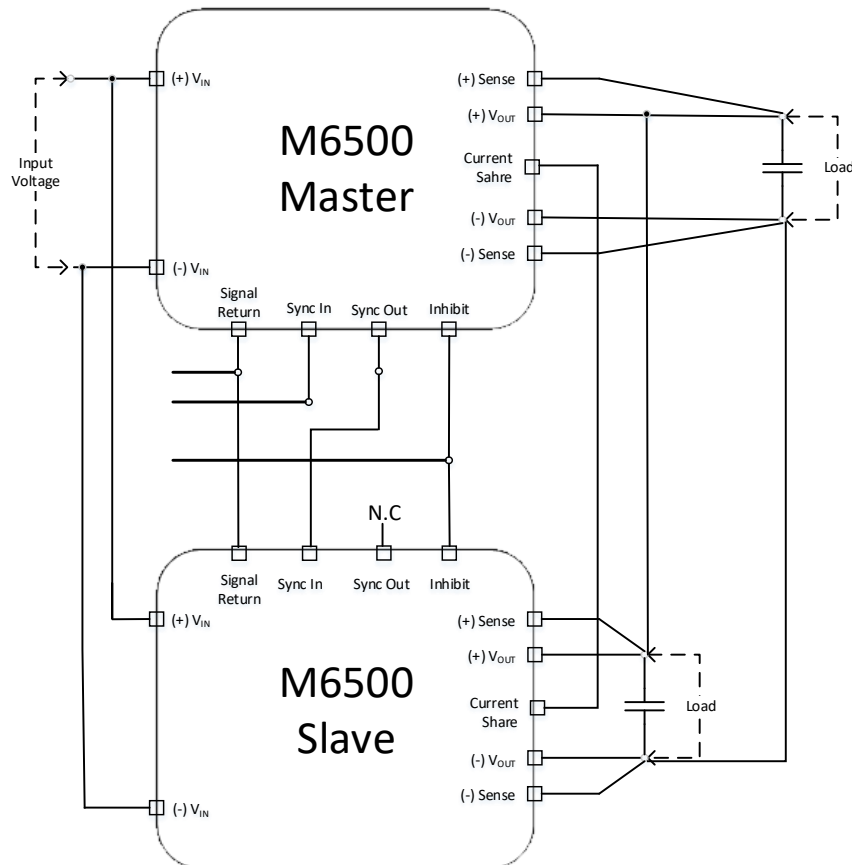 (+) VIN
(+) Sense
(+) VOUT
M6500
Master
Input
Voltage
Current
Sahre
Load
(-) VOUT
(-) VIN
(-) Sense
Signal
Return
Sync In
Sync Out
Inhibit
N.C
Signal
Return
Sync In
Sync Out
Inhibit
(+) VIN
(+) Sense
(+) VOUT
M6500
Slave
Current
Share
Load
(-) VOUT
(-) VIN
(-) Sense